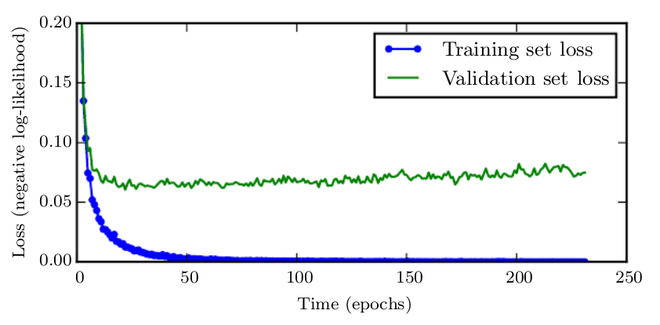 Loss (negative log-likelihood)
0.20
0.15
0.10
0.05
0.00
Training set loss
Validation set loss
0 50 100 150 200 250
Time (epochs)